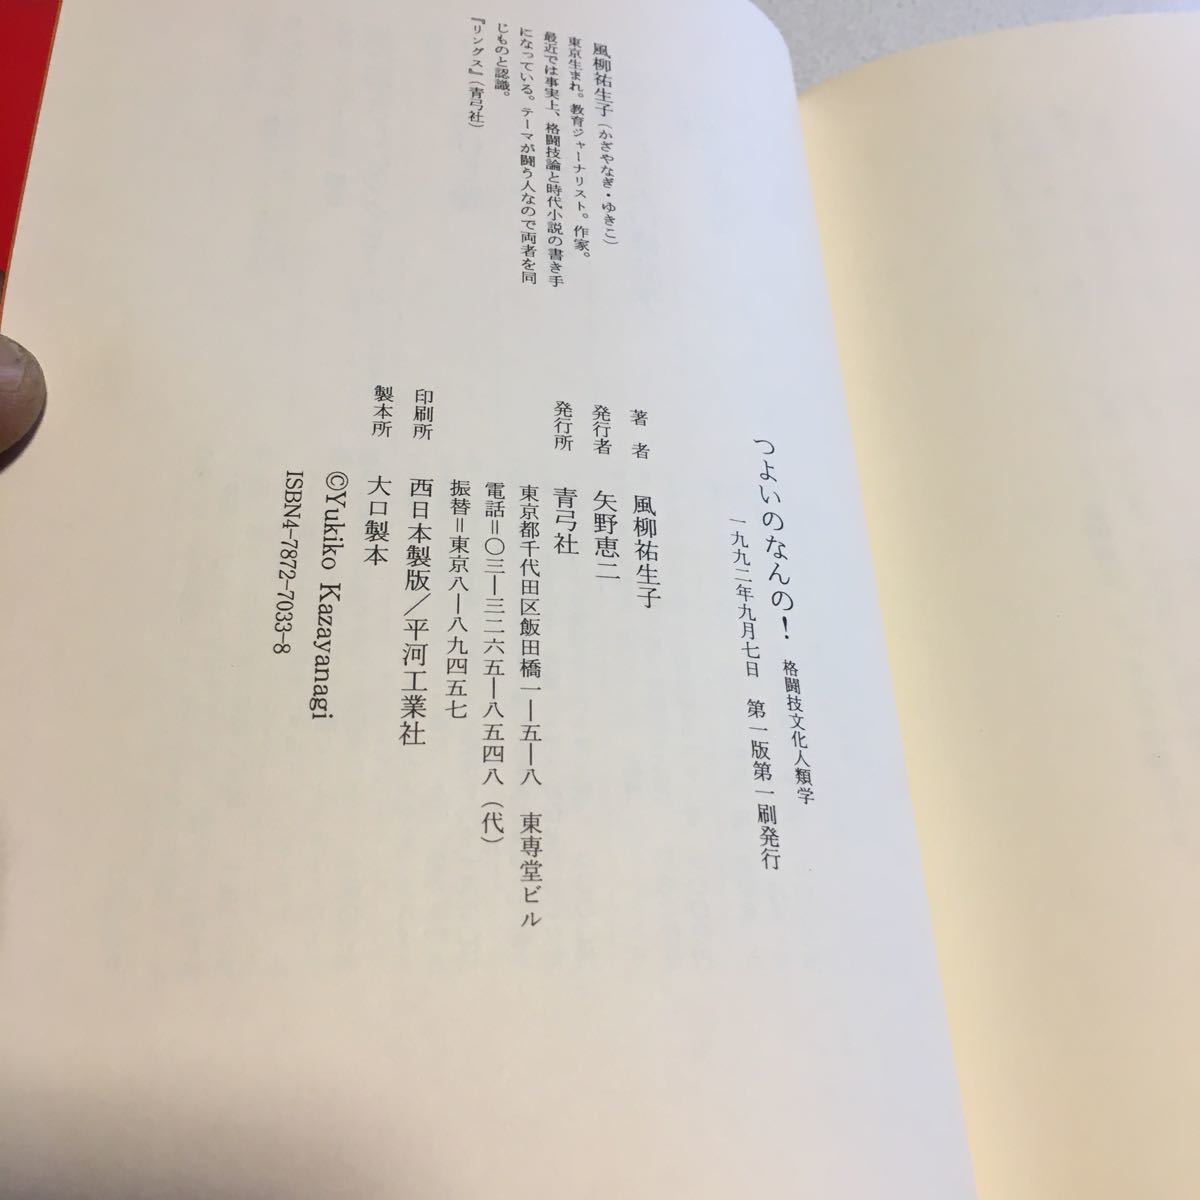 風柳祐生子（かざやなぎ・ゆきこ）
東京生まれ。教育ジャーナリスト。作家。
最近では事実上、格闘技論と時代小説の書き手
になっている。テーマが闘う人なので両者を同
じものと認識。
『リングス』（青弓社）
つよいのなんの！ 格闘技文化人類学
一九九二年九月七日 第一版第一刷発行
著者 風柳祐生子
発行者 矢野恵二
発行所 青弓社
東京都千代田区飯田橋一―五―八 東専堂ビル
電話＝〇三―三二六五―八五四八（代）
振替＝東京八―八九四五七
印刷所 西日本製版／平河工業社
製本所 大口製本
©Yukiko Kazayanagi
ISBN4-7872-7033-8